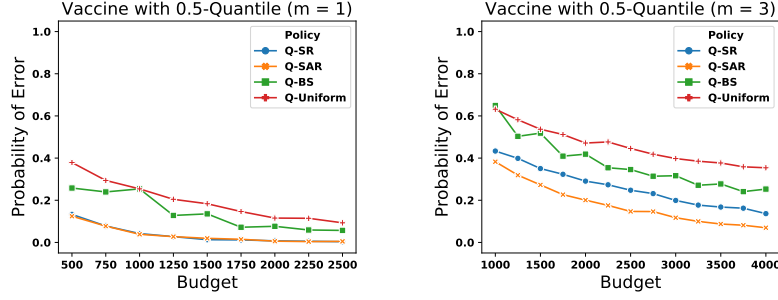 Vaccine with 0.5-Quantile (m = 1)
Probability of Error
1.0
0.8
0.6
0.4
0.2
0.0
Policy
Q-SR
Q-SAR
Q-BS
Q-Uniform
500 750 1000 1250 1500 1750 2000 2250 2500
Budget
Vaccine with 0.5-Quantile (m = 3)
Probability of Error
1.0
0.8
0.6
0.4
0.2
0.0
Policy
Q-SR
Q-SAR
Q-BS
Q-Uniform
1000 1500 2000 2500 3000 3500 4000
Budget